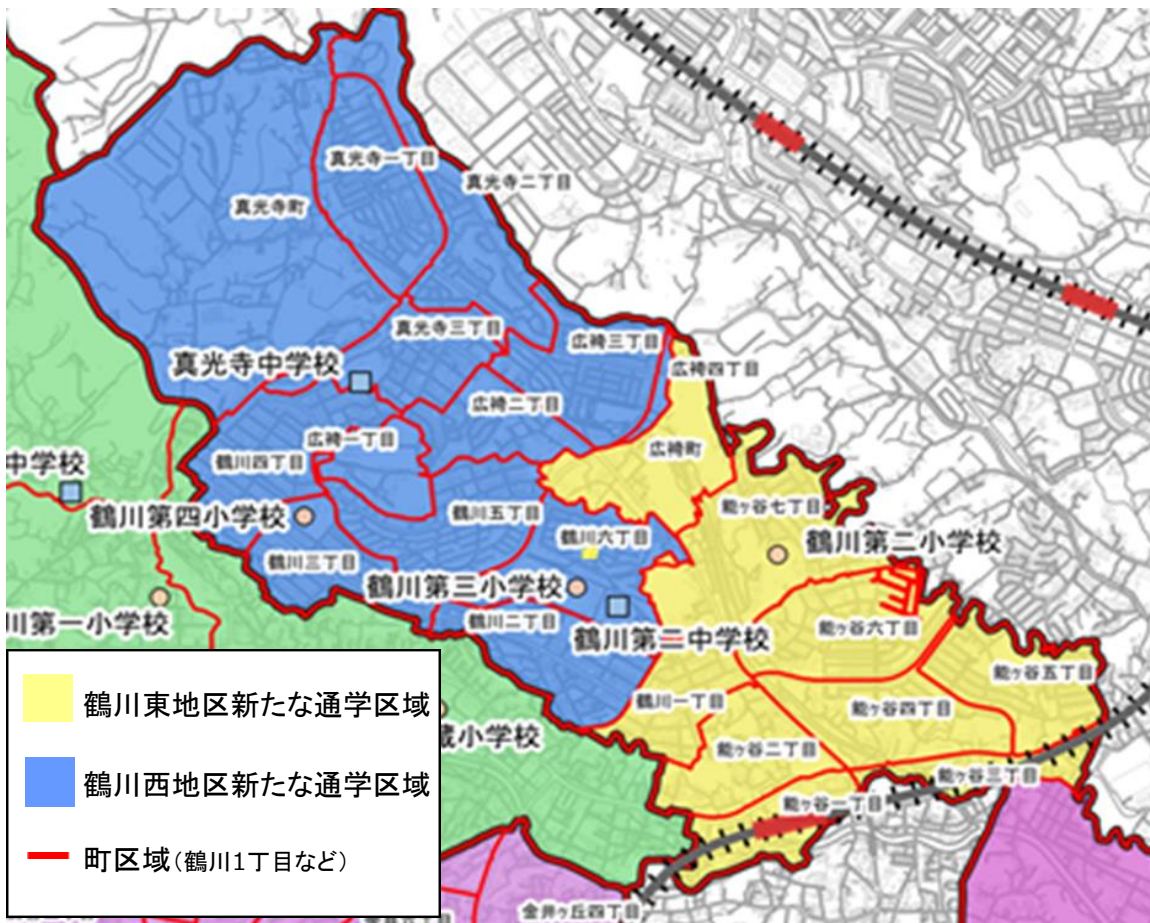 真光寺一丁目
真光寺二丁目
真光寺町
真光寺三丁目
広袴三丁目
真光寺中学校
広袴四丁目
広袴二丁目
広袴一丁目
広袴町
鶴川四丁目
中学校
能ヶ谷七丁目
鶴川第四小学校
鶴川五丁目
鶴川六丁目
鶴川第二小学校
鶴川三丁目
鶴川第三小学校
川第一小学校
鶴川二丁目
能ヶ谷六丁目
鶴川第二中学校
能ヶ谷五丁目
鶴川一丁目
能ヶ谷四丁目
蔵小学校
能ヶ谷二丁目
能ヶ谷三丁目
能ヶ谷一丁目
鶴川東地区新たな通学区域
鶴川西地区新たな通学区域
町区域(鶴川1丁目など)
金井ヶ丘四丁目